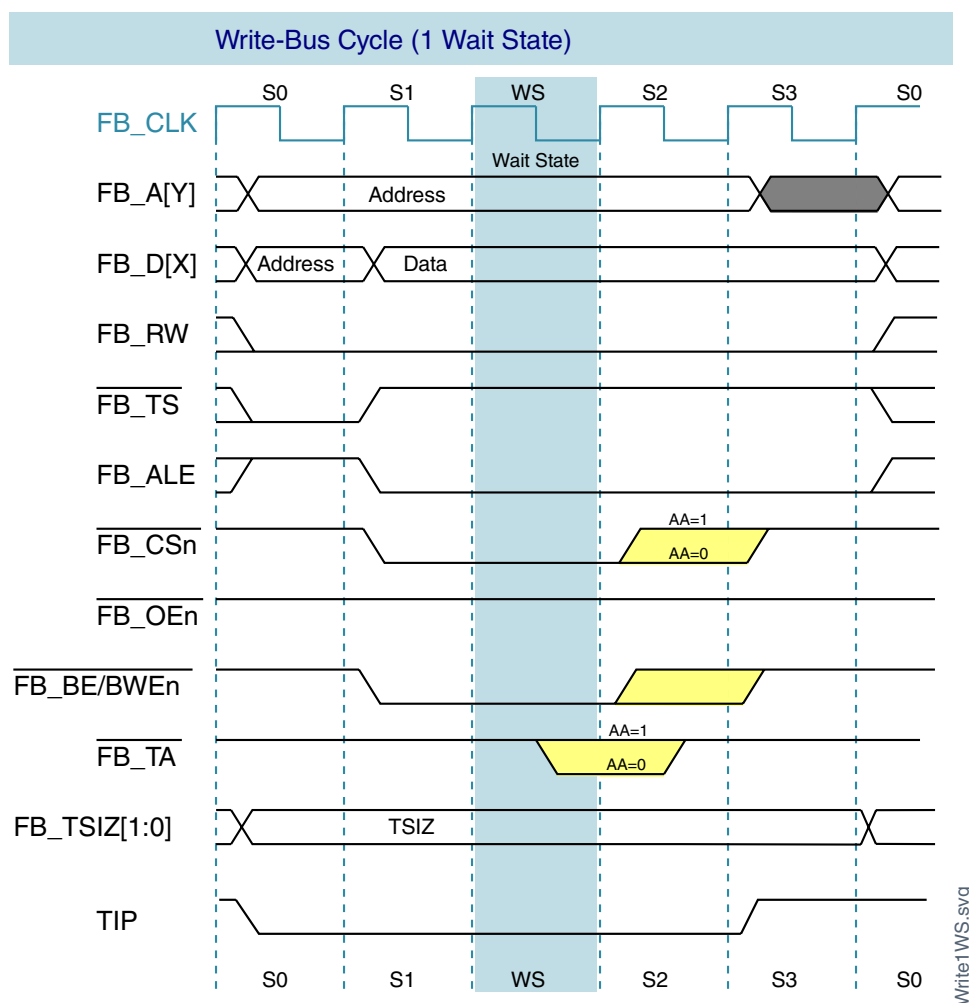 Write-Bus Cycle (1 Wait State)
S0 S1 WS S2 S3 S0
FB_CLK
Wait State
FB_A[Y] Address
FB_D[X] Address Data
FB_RW
FB_TS
FB_ALE
FB_CSn AA=1
AA=0
FB_OEn
FB_BE/BWEn
FB_TA AA=1
AA=0
FB_TSIZ[1:0] TSIZ
TIP
S0 S1 WS S2 S3 S0
Write1WS.svg